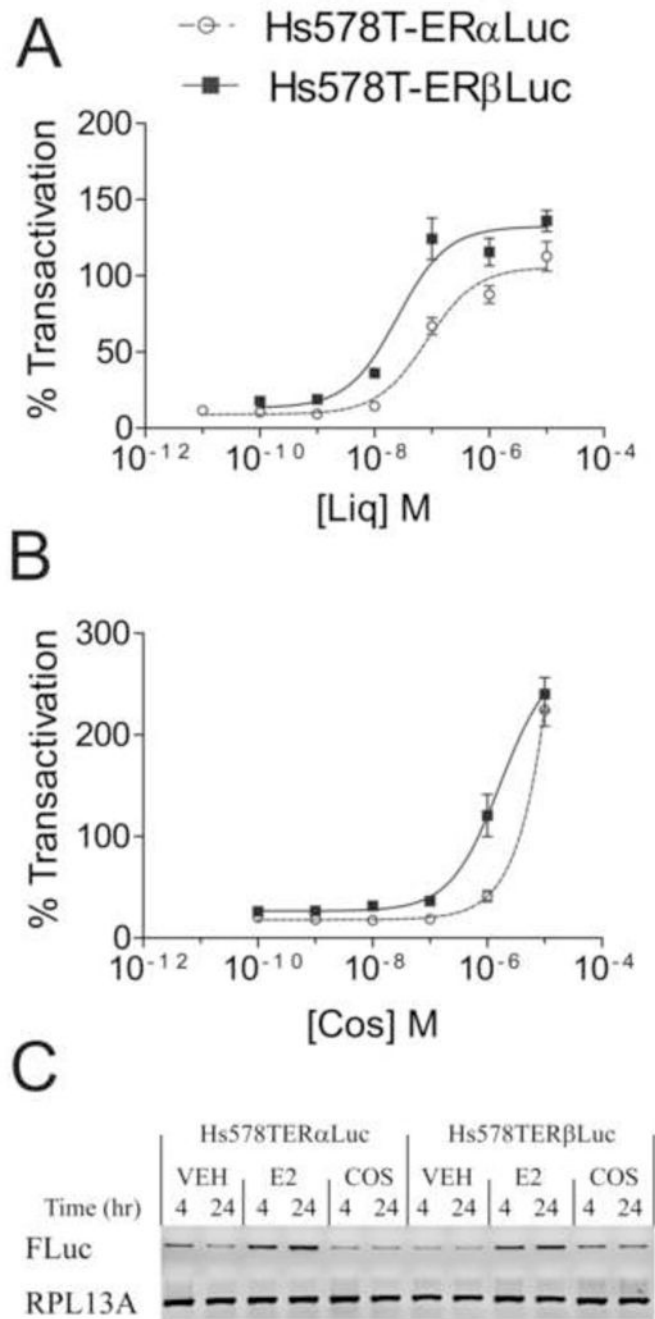 A
Hs578T-ERαLuc
Hs578T-ERβLuc
200
150
100
50
0
% Transactivation
10-12 10-10 10-8 10-6 10-4
[Liq] M
B
300
200
100
0
% Transactivation
10-12 10-10 10-8 10-6 10-4
[Cos] M
C
Hs578TERαLuc Hs578TERβLuc
VEH E2 COS VEH E2 COS
Time (hr) 4 24 4 24 4 24 4 24 4 24 4 24
FLuc
RPL13A